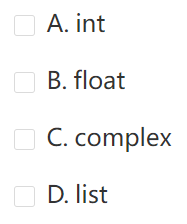 A. int
B. float
C. complex
D. list